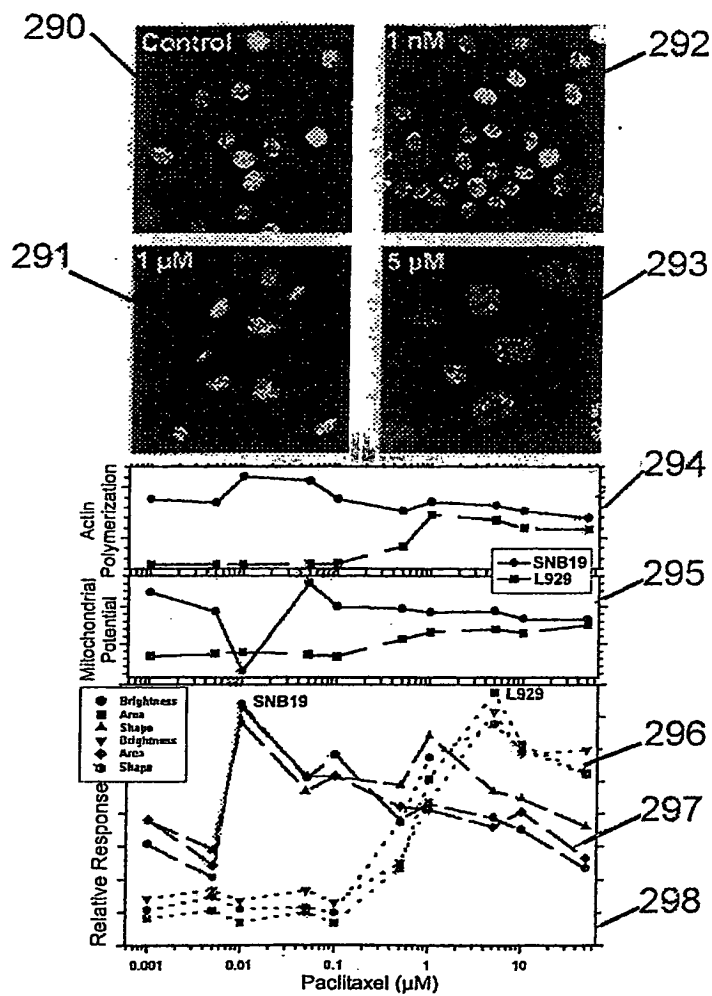 290
Control
1 nM
292
291
1 µM
5 µM
293
Actin
Polymerization
294
SNB19
L929
Mitochondrial
Potential
295
Brightness
Area
Shape
Brightness
Area
Shape
SNB19
L929
296
297
Relative Response
298
0.001
0.01
0.1
1
10
Paclitaxel (µM)